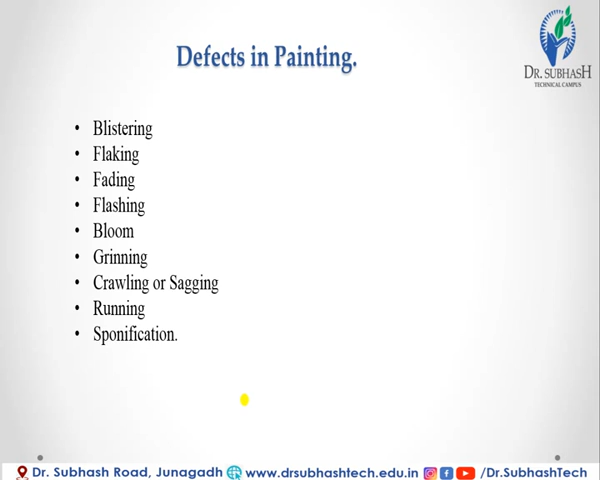 Defects in Painting.
DR. SUBHASH
TECHNICAL CAMPUS
• Blistering
• Flaking
• Fading
• Flashing
• Bloom
• Grinning
• Crawling or Sagging
• Running
• Sponification.
Dr. Subhash Road, Junagadh www.drsubhashtech.edu.in /Dr.SubhashTech